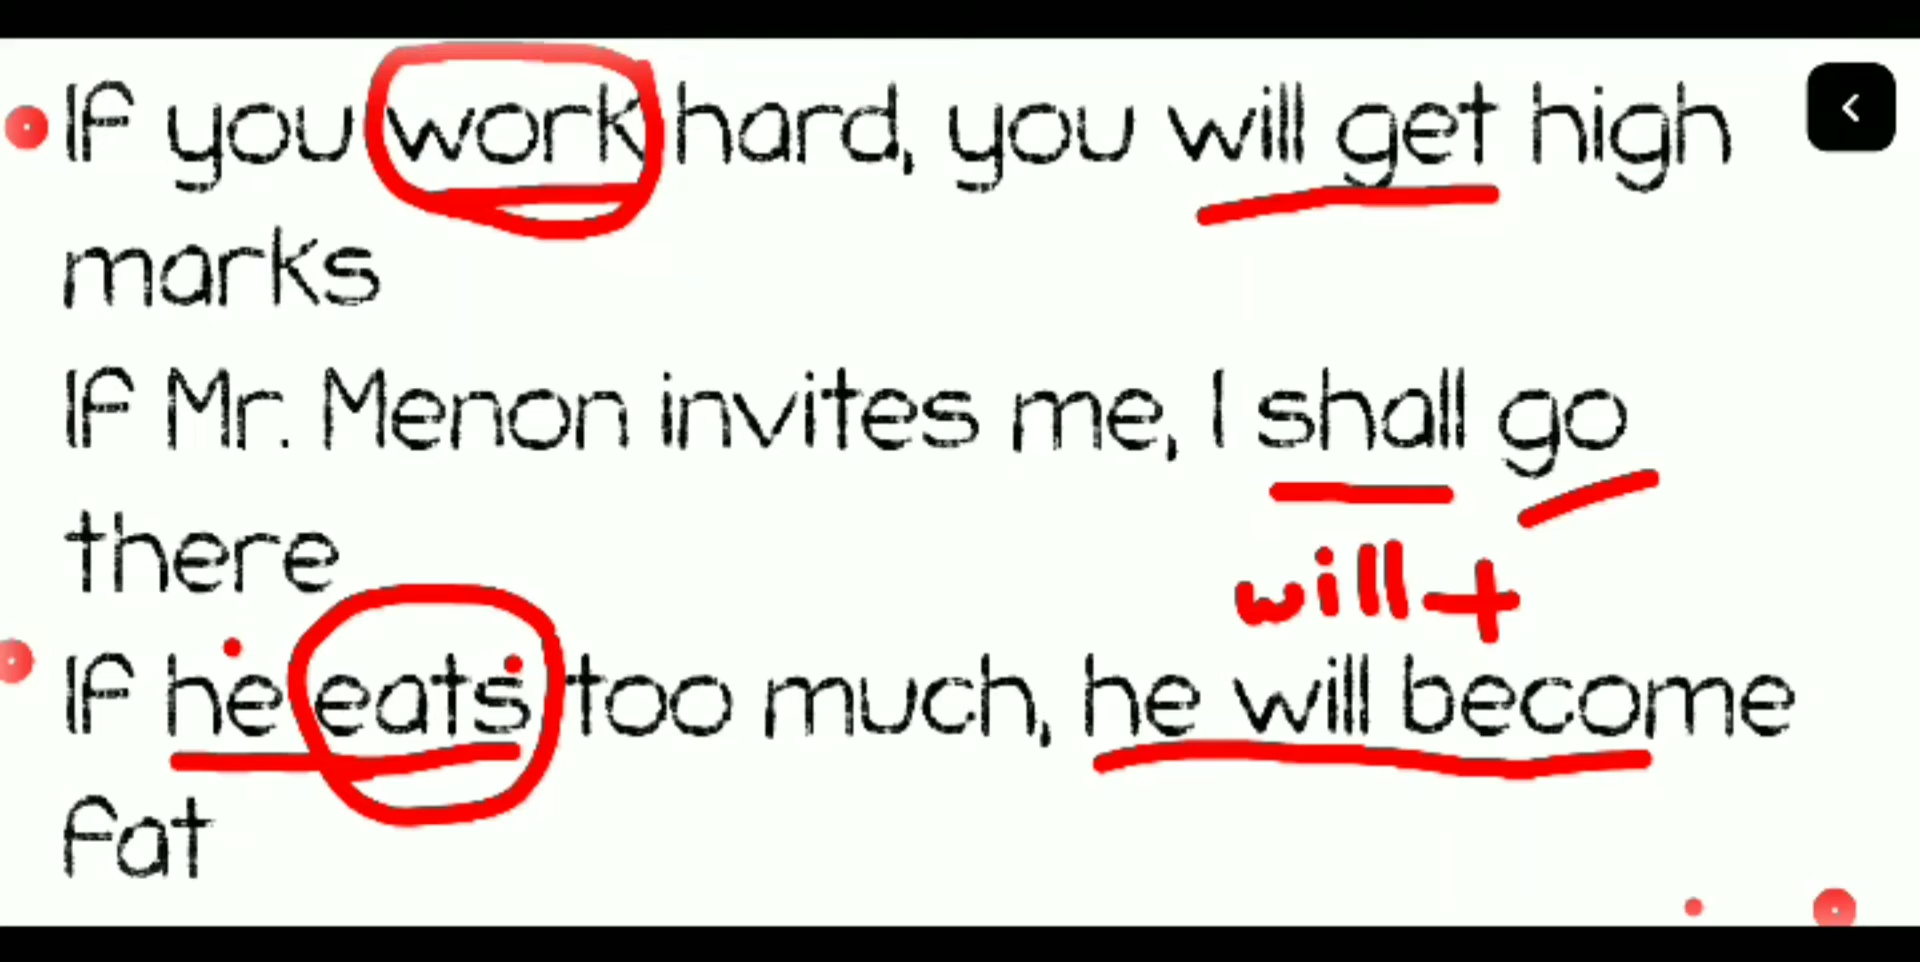 If you work hard, you will get high
marks
If Mr. Menon invites me, I shall go
there
will +
If he eats too much, he will become
fat